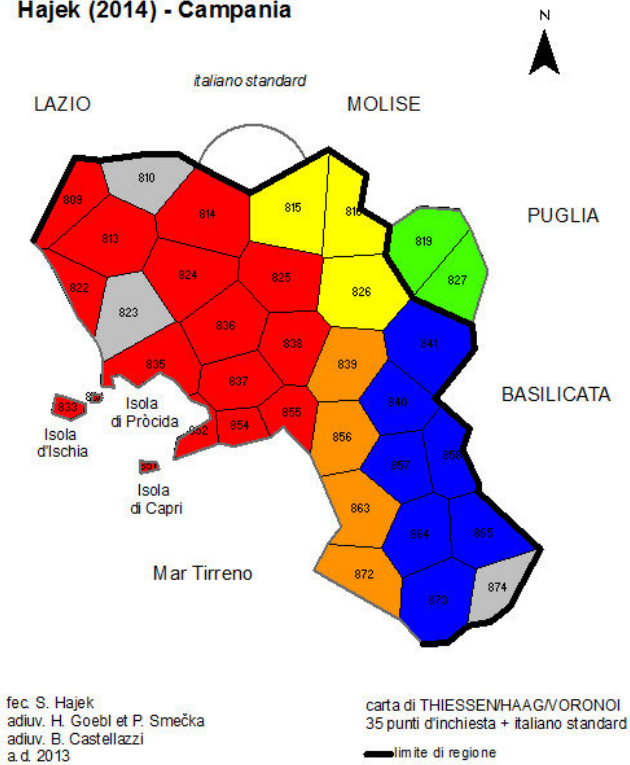 Hajek (2014) - Campania
N
italiano standard
LAZIO
MOLISE
810
809
814
815
PUGLIA
813
819
824
825
827
822
826
823
836
838
841
835
839
837
BASILICATA
840
833
Isola
di Pròcida
855
854
856
Isola
d'Ischia
857
Isola
di Capri
863
864
865
Mar Tirreno
872
874
873
fec. S. Hajek
adiuv. H. Goebl et P. Smečka
adiuv. B. Castellazzi
a.d. 2013
carta di THIESSEN/HAAG/VORONOI
35 punti d'inchiesta + italiano standard
limite di regione